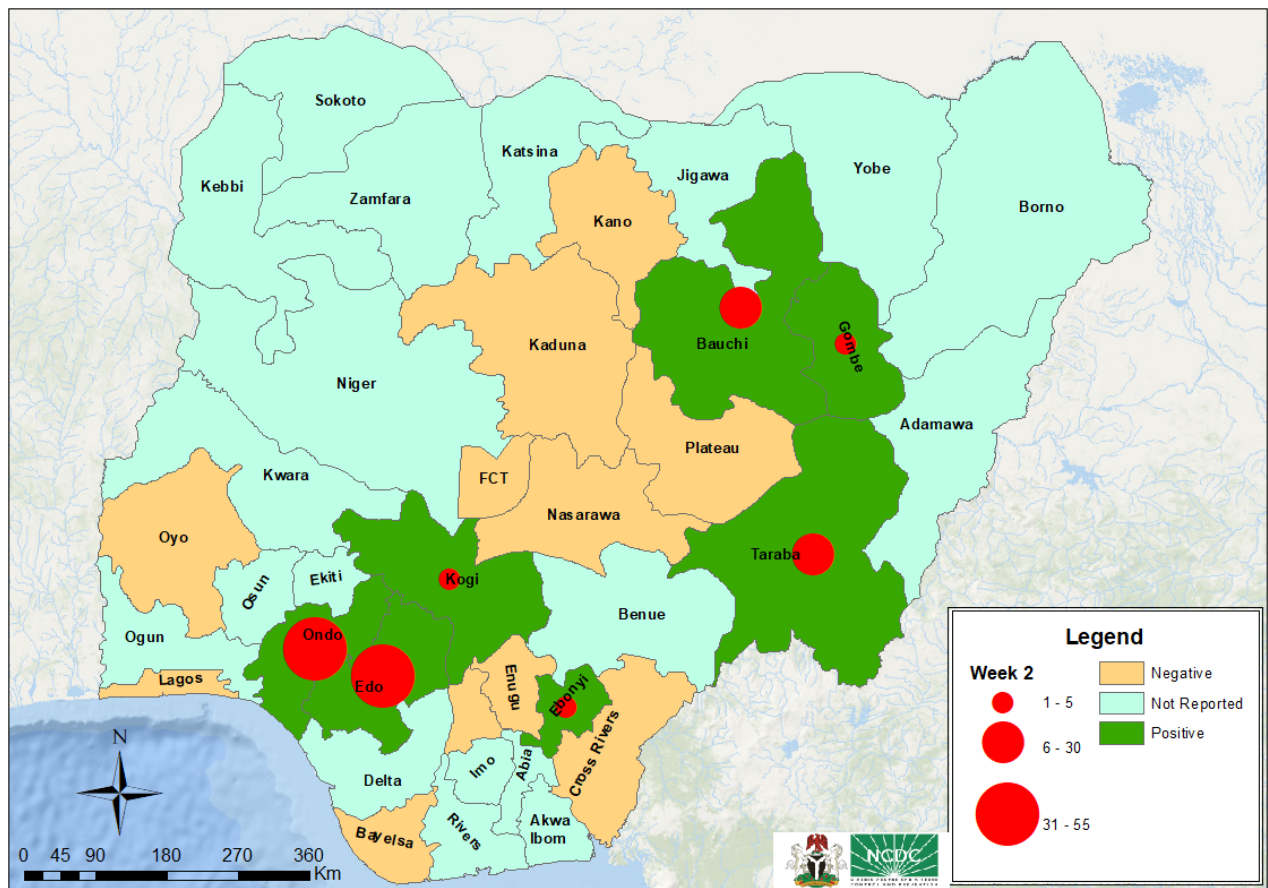 Sokoto
Katsina
Jigawa
Yobe
Kebbi
Zamfara
Kano
Borno
Kaduna
Bauchi
Gombe
Niger
Adamawa
Plateau
Kwara
FCT
Nasarawa
Oyo
Taraba
Kogi
Ekiti
Osun
Benue
Ogun
Ondo
Edo
Lagos
Enugu
Ebonyi
Cross Rivers
Imo
Abia
Delta
Akwa
Ibom
Rivers
Bayelsa
N
0 45 90 180 270 360
Km
NCDC
Legend
Week 2
1 - 5
6 - 30
31 - 55
Negative
Not Reported
Positive